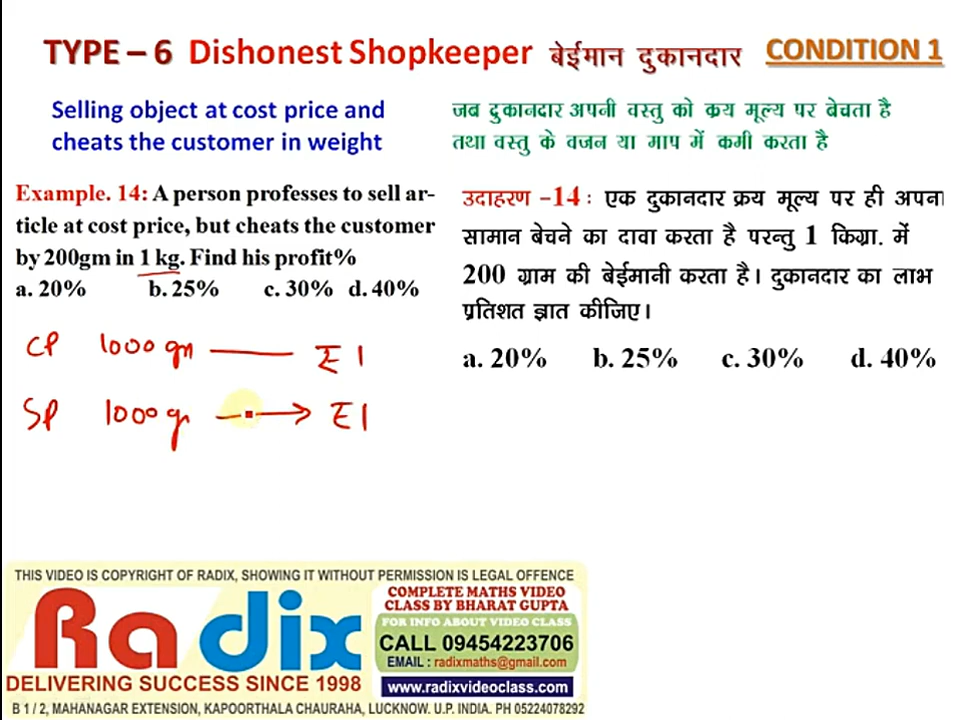 TYPE – 6 Dishonest Shopkeeper बेईमान दुकानदार CONDITION 1
Selling object at cost price and
cheats the customer in weight
जब दुकानदार अपनी वस्तु को क्रय मूल्य पर बेचता है
तथा वस्तु के वजन या माप में कमी करता है
Example. 14: A person professes to sell ar-
ticle at cost price, but cheats the customer
by 200gm in 1 kg. Find his profit%
a. 20% b. 25% c. 30% d. 40%
CP 1000 gm —— ₹ 1
SP 1000 gr —→ ₹ 1
उदाहरण -14: एक दुकानदार क्रय मूल्य पर ही अपना
सामान बेचने का दावा करता है परन्तु 1 किग्रा. में
200 ग्राम की बेईमानी करता है। दुकानदार का लाभ
प्रतिशत ज्ञात कीजिए।
a. 20% b. 25% c. 30% d. 40%
THIS VIDEO IS COPYRIGHT OF RADIX, SHOWING IT WITHOUT PERMISSION IS LEGAL OFFENCE
Radix
DELIVERING SUCCESS SINCE 1998
COMPLETE MATHS VIDEO
CLASS BY BHARAT GUPTA
FOR INFO ABOUT VIDEO CLASS
CALL 09454223706
EMAIL : radixmaths@gmail.com
www.radixvideoclass.com
B 1 / 2, MAHANAGAR EXTENSION, KAPOORTHALA CHAURAHA, LUCKNOW. U.P. INDIA. PH 05224078292